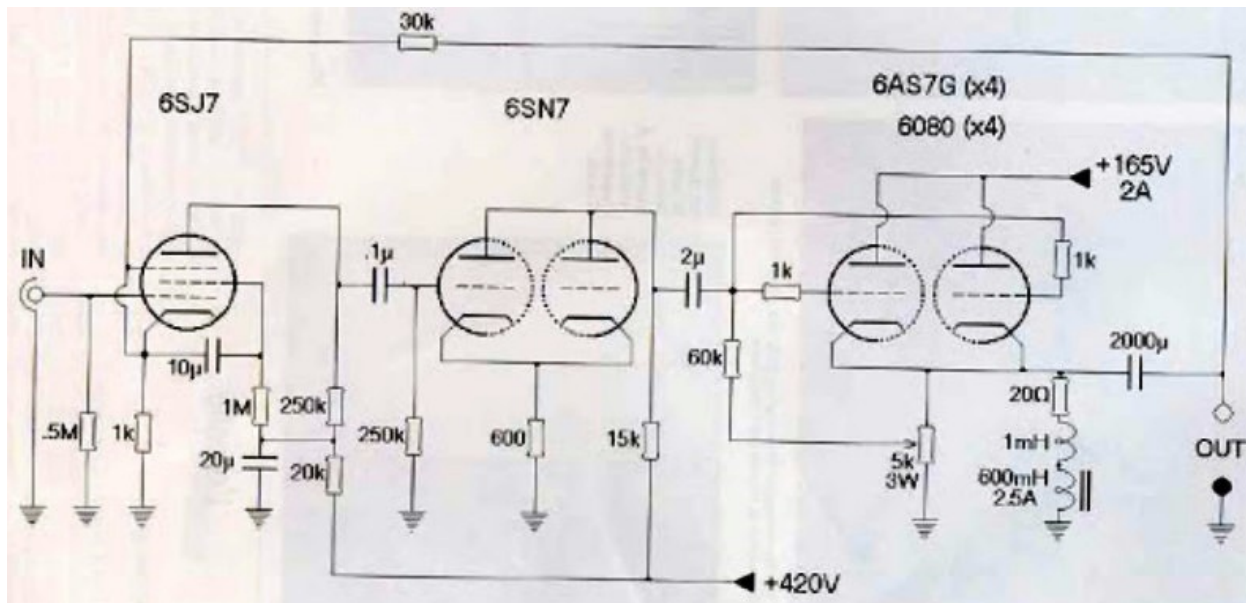 30k
6SJ7
6SN7
6AS7G (x4)
6080 (x4)
+165V
2A
IN
.1µ
2µ
1k
1k
10µ
60k
2000µ
.5M
1k
1M
250k
250k
600
15k
20Ω
20µ
20k
5k
3W
1mH
600mH
2.5A
OUT
+420V